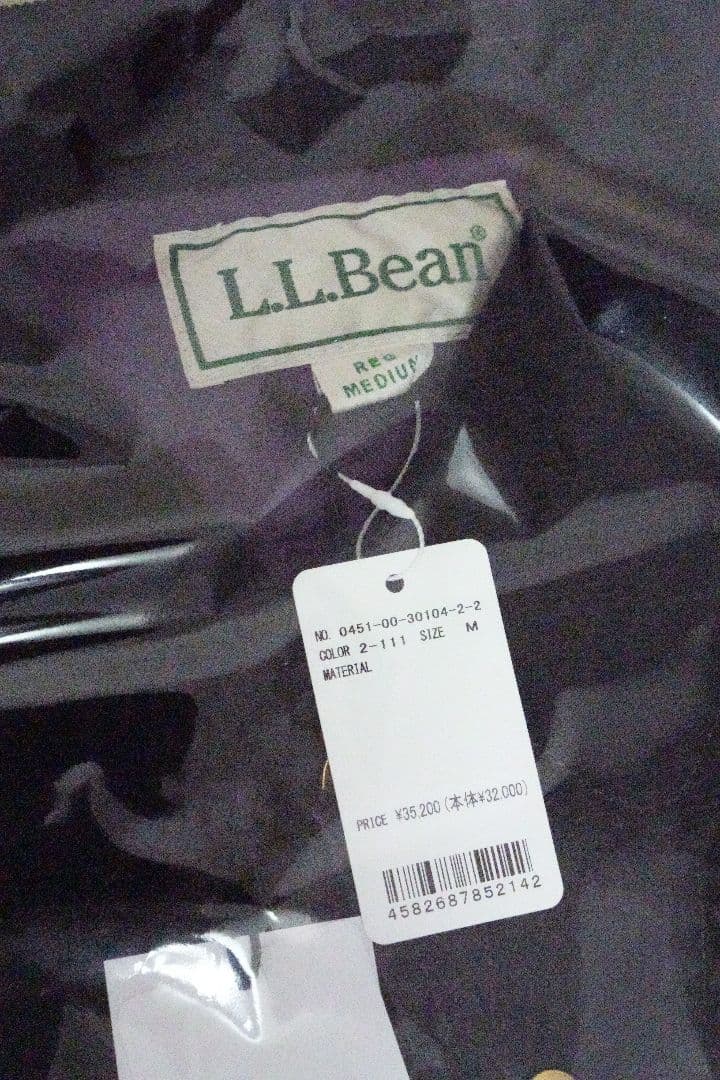 L.L.Bean®
REG
MEDIUM
NO. 0451-00-30104-2-2
COLOR 2-111 SIZE M
MATERIAL
PRICE ¥35,200(本体¥32,000)
4582687852142